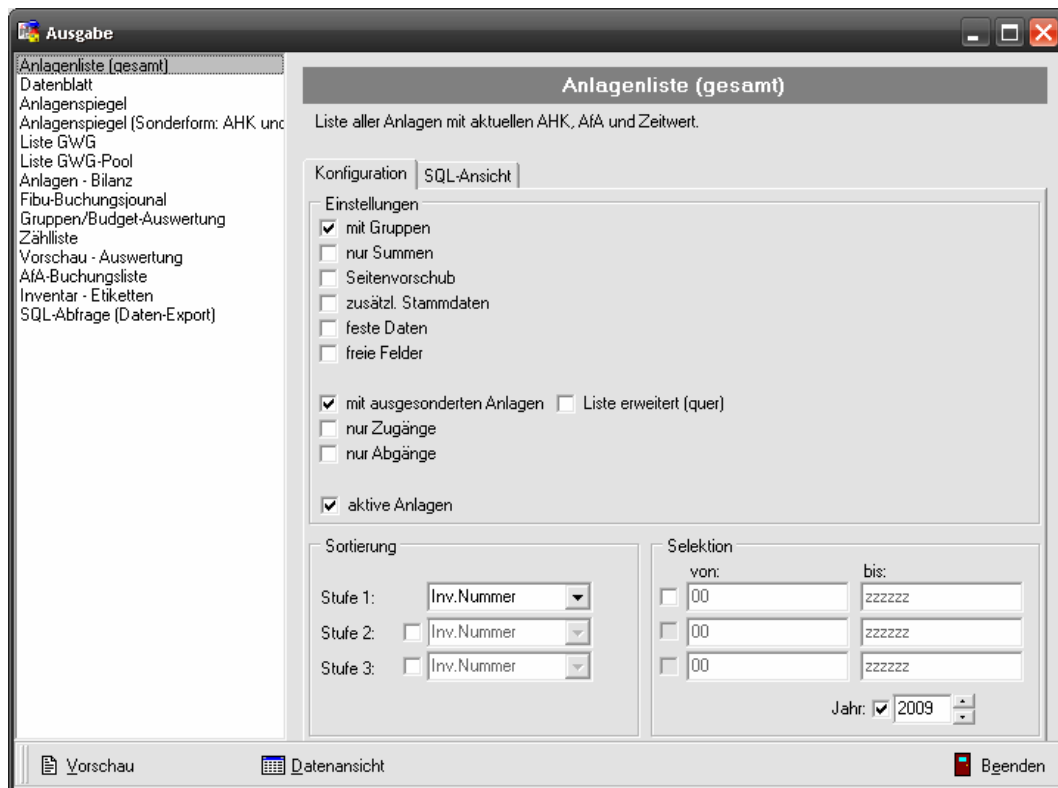 Ausgabe
Anlagenliste (gesamt)
Datenblatt
Anlagenspiegel
Anlagenspiegel (Sonderform: AHK und
Liste GWG
Liste GWG-Pool
Anlagen - Bilanz
Fibu-Buchungsjounal
Gruppen/Budget-Auswertung
Zählliste
Vorschau - Auswertung
AfA-Buchungsliste
Inventar - Etiketten
SQL-Abfrage (Daten-Export)
Anlagenliste (gesamt)
Liste aller Anlagen mit aktuellen AHK, AfA und Zeitwert.
Konfiguration SQL-Ansicht
Einstellungen
mit Gruppen
nur Summen
Seitenvorschub
zusätzl. Stammdaten
feste Daten
freie Felder
mit ausgesonderten Anlagen Liste erweitert (quer)
nur Zugänge
nur Abgänge
aktive Anlagen
Sortierung
Stufe 1: Inv.Nummer
Stufe 2: Inv.Nummer
Stufe 3: Inv.Nummer
Selektion
von: bis:
00 zzzzzz
00 zzzzzz
00 zzzzzz
Jahr: 2009
Vorschau Datenansicht Beenden